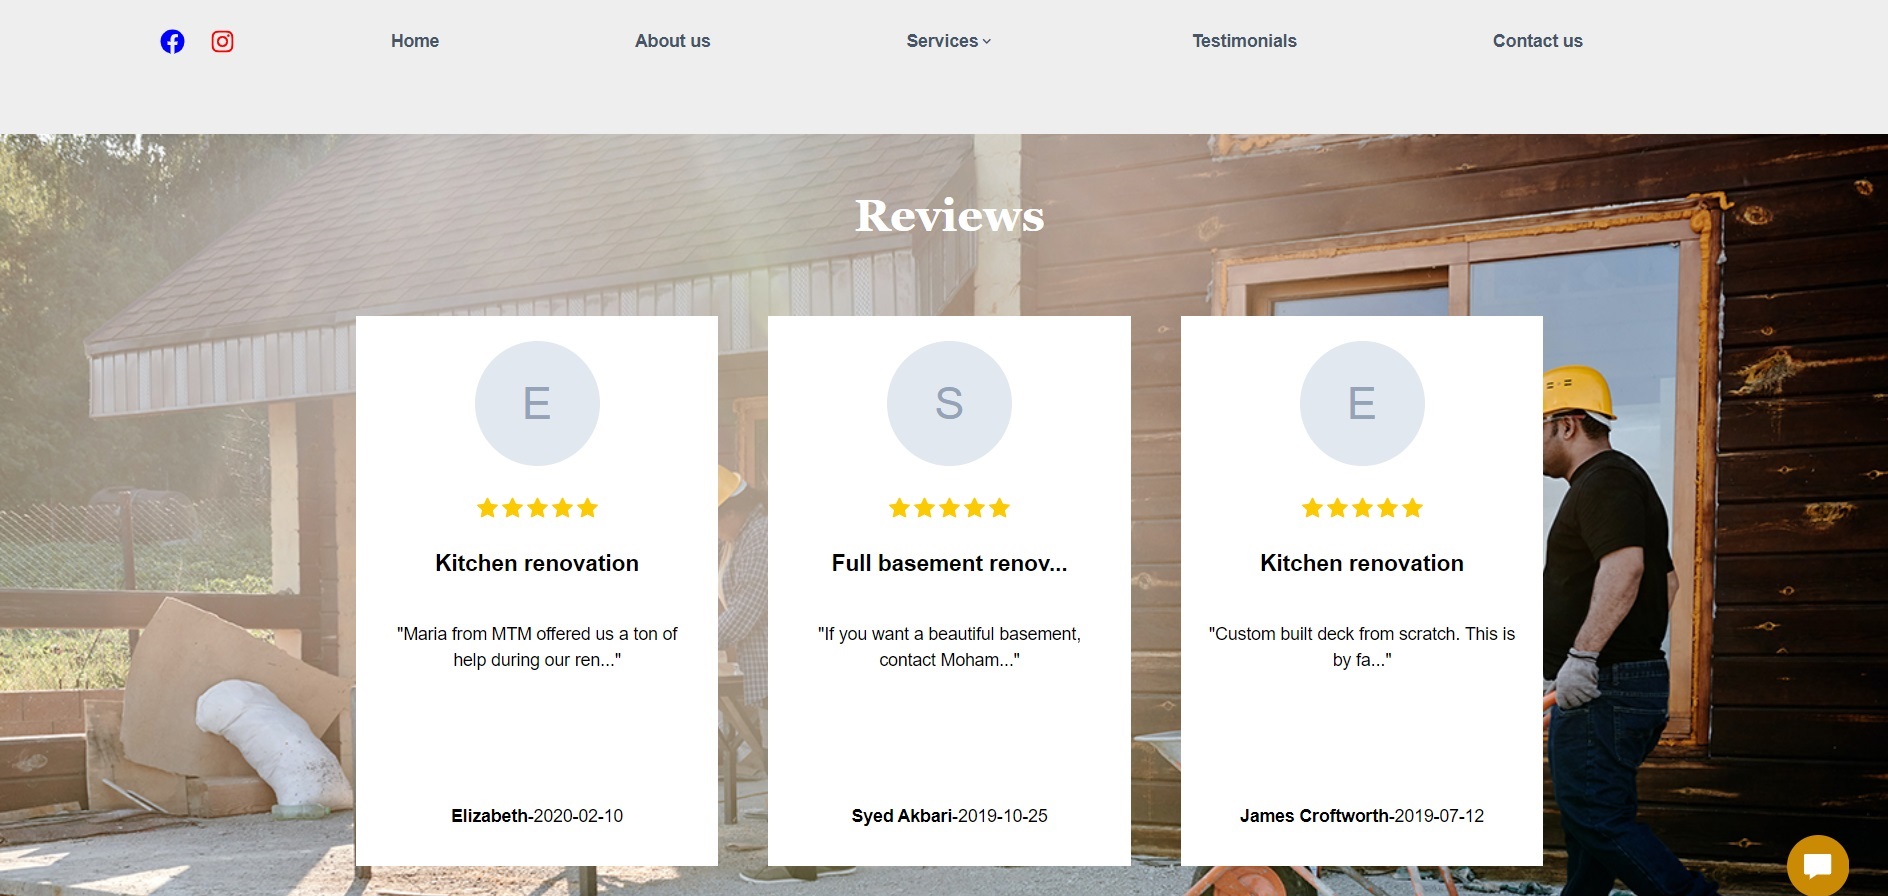 Home
About us
Services
Testimonials
Contact us
Reviews
E
Kitchen renovation
"Maria from MTM offered us a ton of
help during our ren..."
Elizabeth-2020-02-10
S
Full basement renov...
"If you want a beautiful basement,
contact Moham..."
Syed Akbari-2019-10-25
E
Kitchen renovation
"Custom built deck from scratch. This is
by fa..."
James Croftworth-2019-07-12